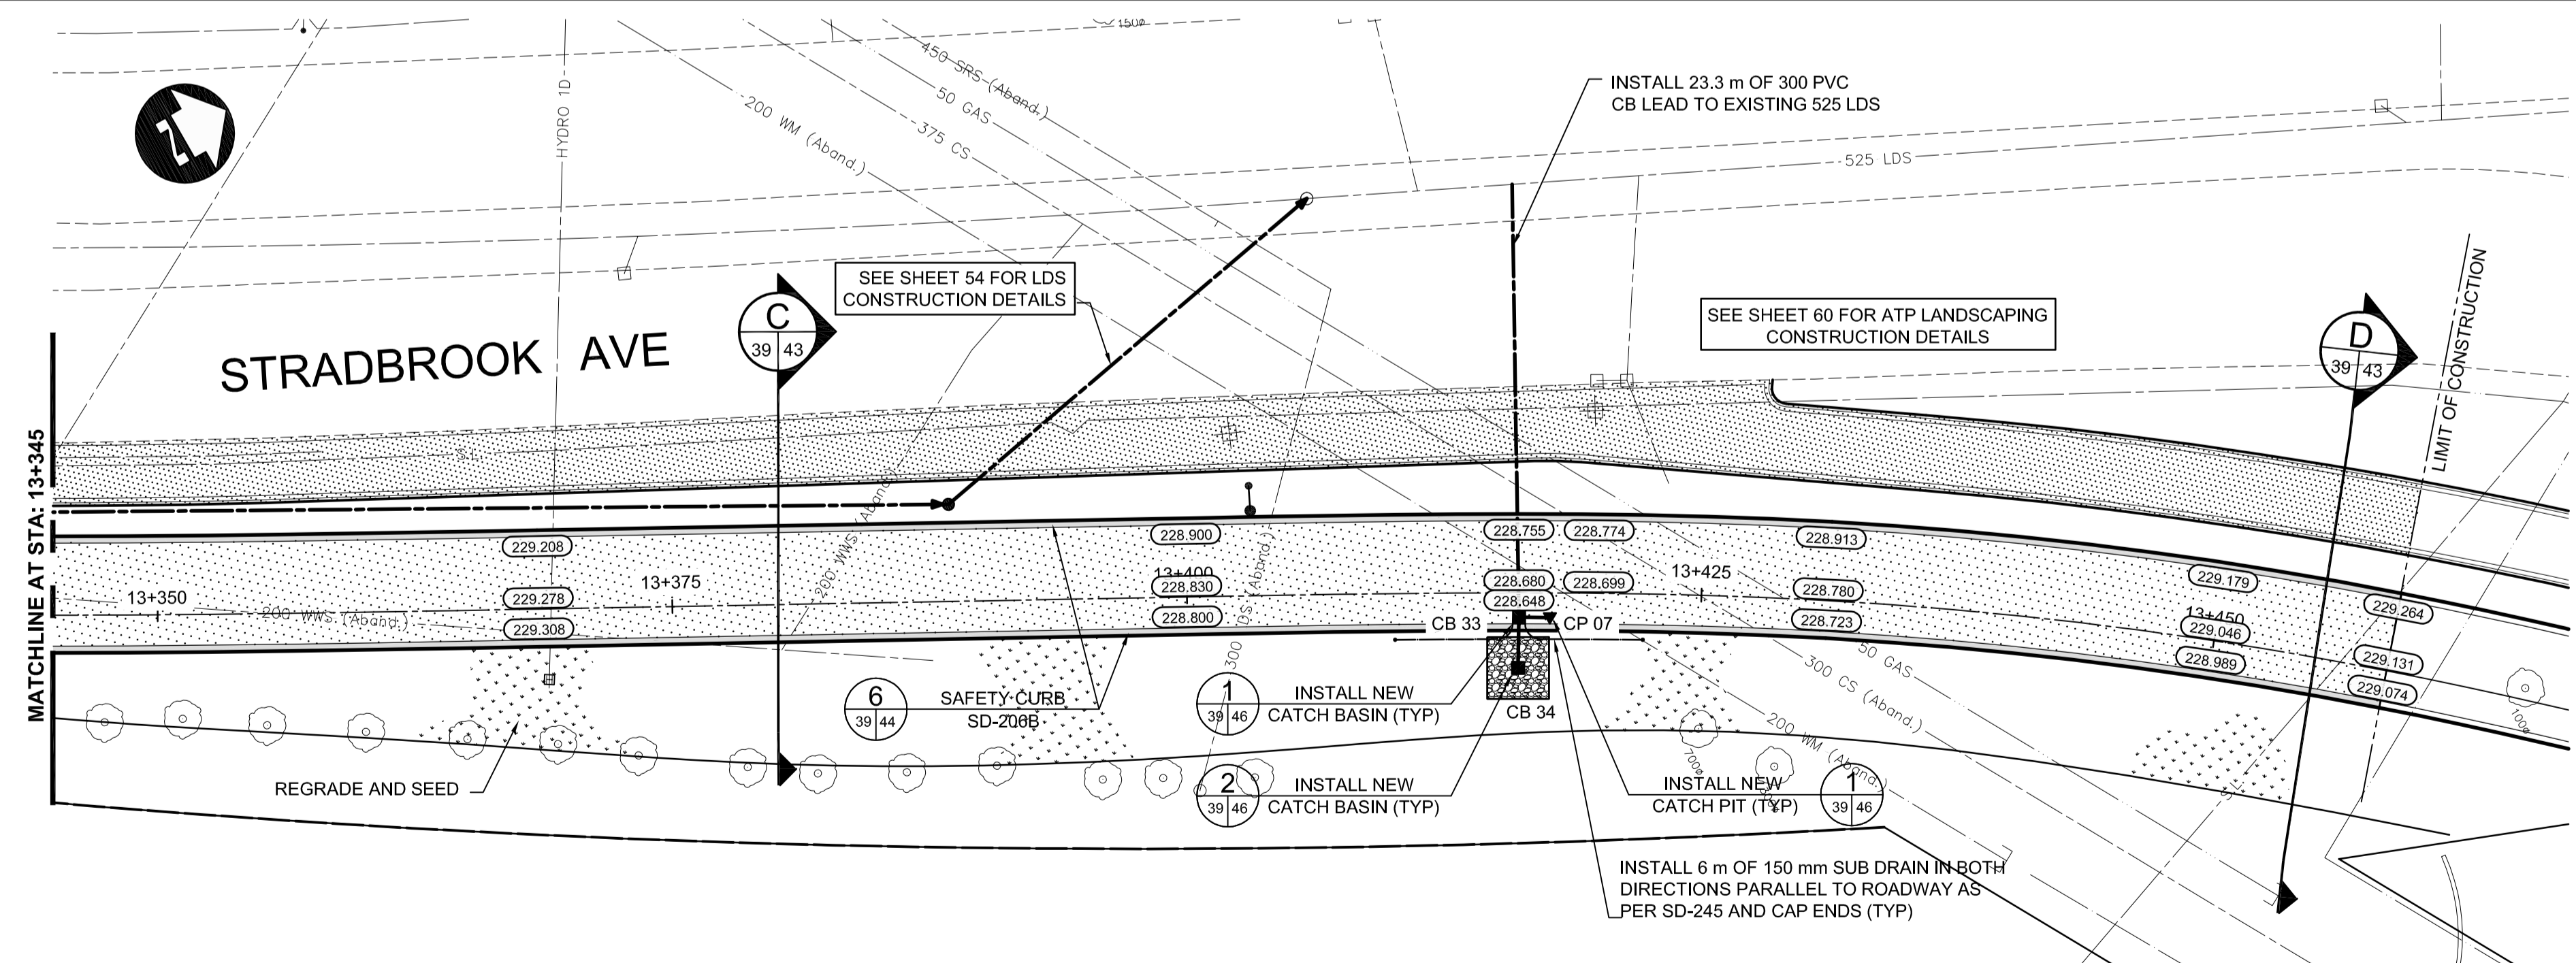 150ø
450 SRS (Aband.)
50 GAS
375 CS
200 WM (Aband.)
HYDRO 1D
INSTALL 23.3 m OF 300 PVC
CB LEAD TO EXISTING 525 LDS
525 LDS
SEE SHEET 54 FOR LDS
CONSTRUCTION DETAILS
SEE SHEET 60 FOR ATP LANDSCAPING
CONSTRUCTION DETAILS
C
39 43
D
39 43
LIMIT OF CONSTRUCTION
STRADBROOK AVE
MATCHLINE AT STA: 13+345
S.L.
200 WWS (Aband.)
229.208
228.900
228.755
228.774
228.913
229.179
13+350
13+375
13+400
13+425
13+450
229.278
228.830
228.680
228.699
228.780
229.046
229.264
200 WWS (Aband.)
229.308
228.800
228.648
228.723
228.989
229.131
229.074
300 DS (Aband.)
CB 33
CP 07
CB 34
50 GAS
300 CS (Aband.)
200 WM (Aband.)
6
39 44
SAFETY CURB
SD-206B
1
39 46
INSTALL NEW
CATCH BASIN (TYP)
2
39 46
INSTALL NEW
CATCH BASIN (TYP)
INSTALL NEW
CATCH PIT (TYP)
1
39 46
REGRADE AND SEED
700ø
100ø
S.L.
INSTALL 6 m OF 150 mm SUB DRAIN IN BOTH
DIRECTIONS PARALLEL TO ROADWAY AS
PER SD-245 AND CAP ENDS (TYP)